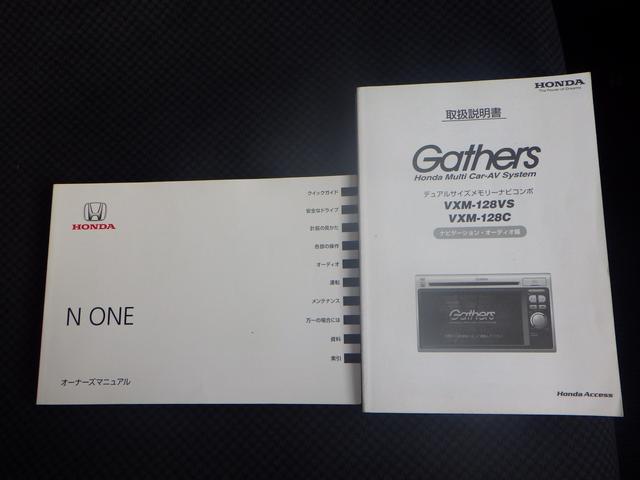 HONDA
N ONE
オーナーズマニュアル
クイックガイド
安全なドライブ
計器の見かた
各部の操作
オーディオ
運転
メンテナンス
万一の場合には
資料
索引
HONDA
The Power of Dreams
取扱説明書
Gathers
Honda Multi Car-AV System
デュアルサイズメモリーナビコンポ
VXM-128VS
VXM-128C
ナビゲーション・オーディオ編
Gathers
Honda Access